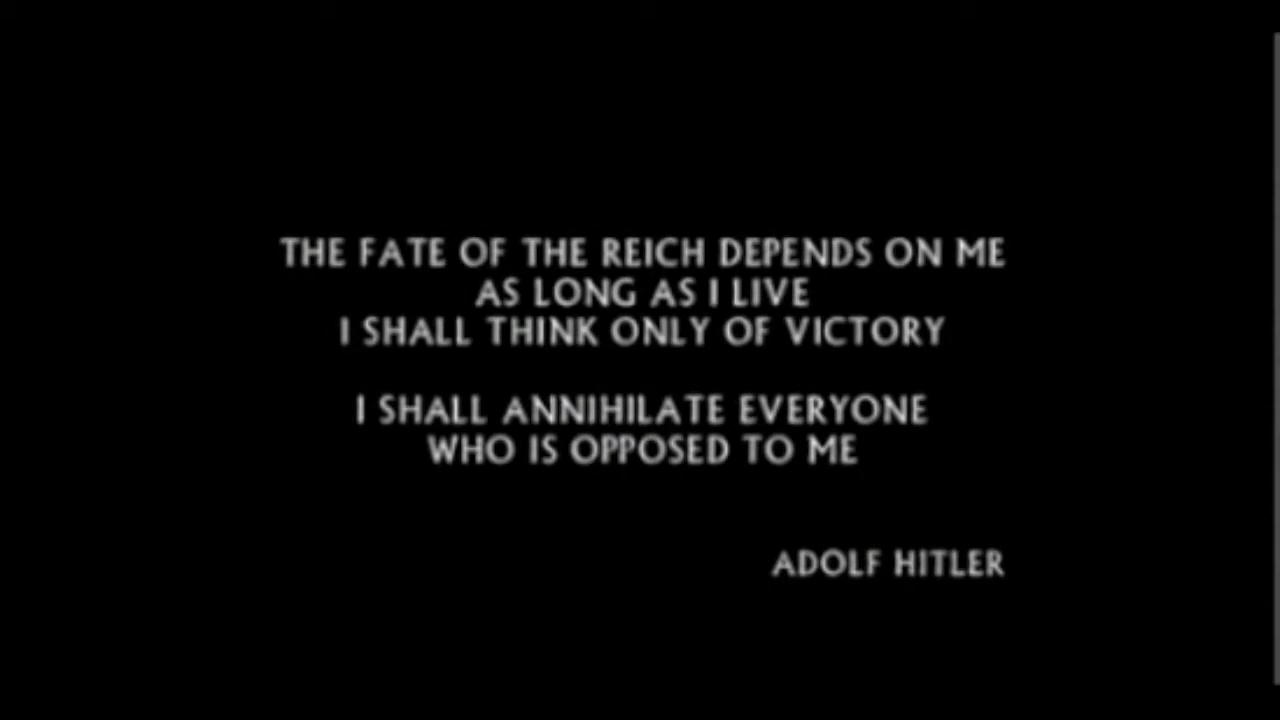 THE FATE OF THE REICH DEPENDS ON ME
AS LONG AS I LIVE
I SHALL THINK ONLY OF VICTORY
I SHALL ANNIHILATE EVERYONE
WHO IS OPPOSED TO ME
ADOLF HITLER